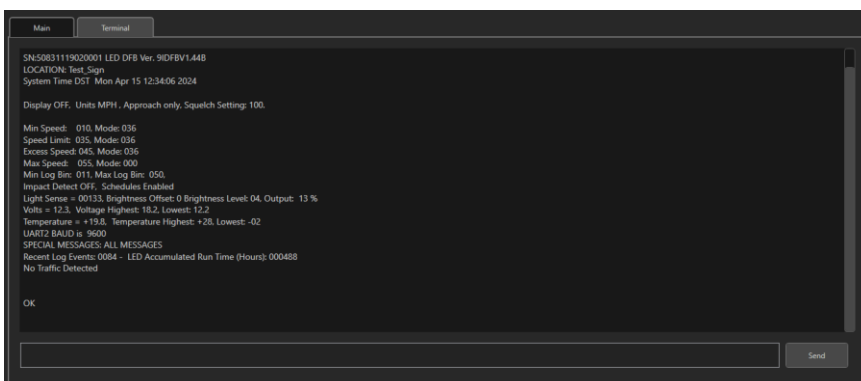 Main
Terminal
SN:50831119020001 LED DFB Ver. 9IDFBV1.44B
LOCATION: Test_Sign
System Time DST  Mon Apr 15 12:34:06 2024
Display OFF,  Units MPH , Approach only, Squelch Setting: 100.
Min Speed:    010, Mode: 036
Speed Limit:  035, Mode: 036
Excess Speed: 045, Mode: 036
Max Speed:    055, Mode: 000
Min Log Bin:  011, Max Log Bin:  050,
Impact Detect OFF,  Schedules Enabled
Light Sense = 00133, Brightness Offset: 0 Brightness Level: 04, Output:  13 %
Volts = 12.3,  Voltage Highest: 18.2, Lowest: 12.2
Temperature = +19.8,  Temperature Highest: +28, Lowest: -02
UART2 BAUD is  9600
SPECIAL MESSAGES: ALL MESSAGES
Recent Log Events: 0084 -  LED Accumulated Run Time (Hours): 000488
No Traffic Detected
OK
Send